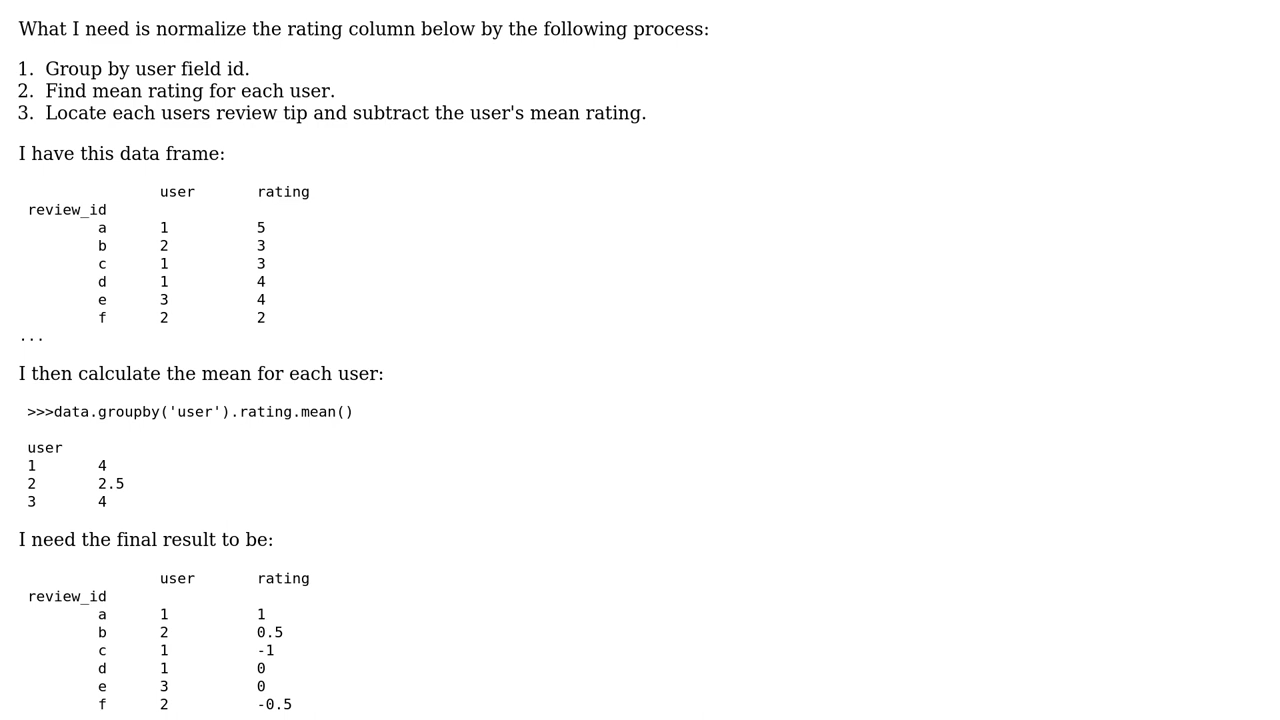 What I need is normalize the rating column below by the following process:
1. Group by user field id.
2. Find mean rating for each user.
3. Locate each users review tip and subtract the user's mean rating.
I have this data frame:
user rating
review_id
a 1 5
b 2 3
c 1 3
d 1 4
e 3 4
f 2 2
...
I then calculate the mean for each user:
>>>data.groupby('user').rating.mean()
user
1 4
2 2.5
3 4
I need the final result to be:
user rating
review_id
a 1 1
b 2 0.5
c 1 -1
d 1 0
e 3 0
f 2 -0.5